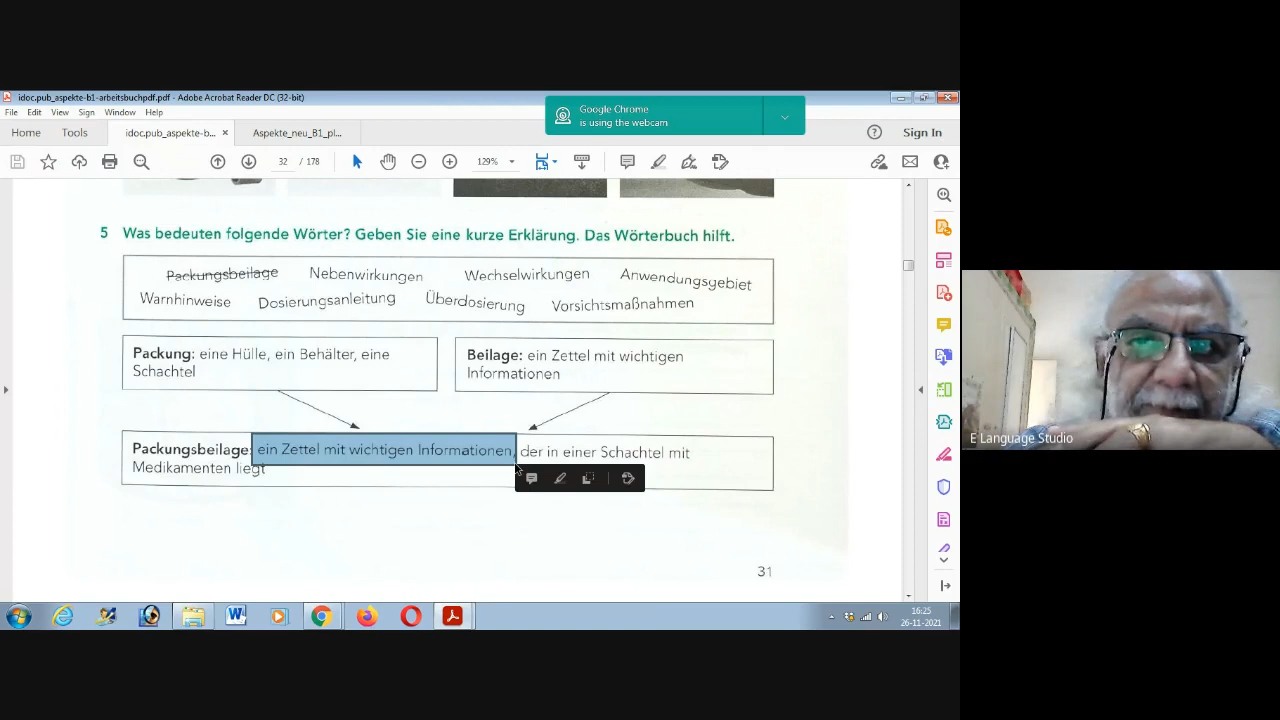 idoc.pub_aspekte-b1-arbeitsbuchpdf.pdf - Adobe Acrobat Reader DC (32-bit)
File Edit View Sign Window Help
Google Chrome
is using the webcam
Home Tools idoc.pub_aspekte-b... × Aspekte_neu_B1_pl... Sign In
32 / 178 129%
5 Was bedeuten folgende Wörter? Geben Sie eine kurze Erklärung. Das Wörterbuch hilft.
Packungsbeilage Nebenwirkungen Wechselwirkungen Anwendungsgebiet
Warnhinweise Dosierungsanleitung Überdosierung Vorsichtsmaßnahmen
Packung: eine Hülle, ein Behälter, eine
Schachtel
Beilage: ein Zettel mit wichtigen
Informationen
Packungsbeilage: ein Zettel mit wichtigen Informationen, der in einer Schachtel mit
Medikamenten liegt
31
E Language Studio
16:25
26-11-2021